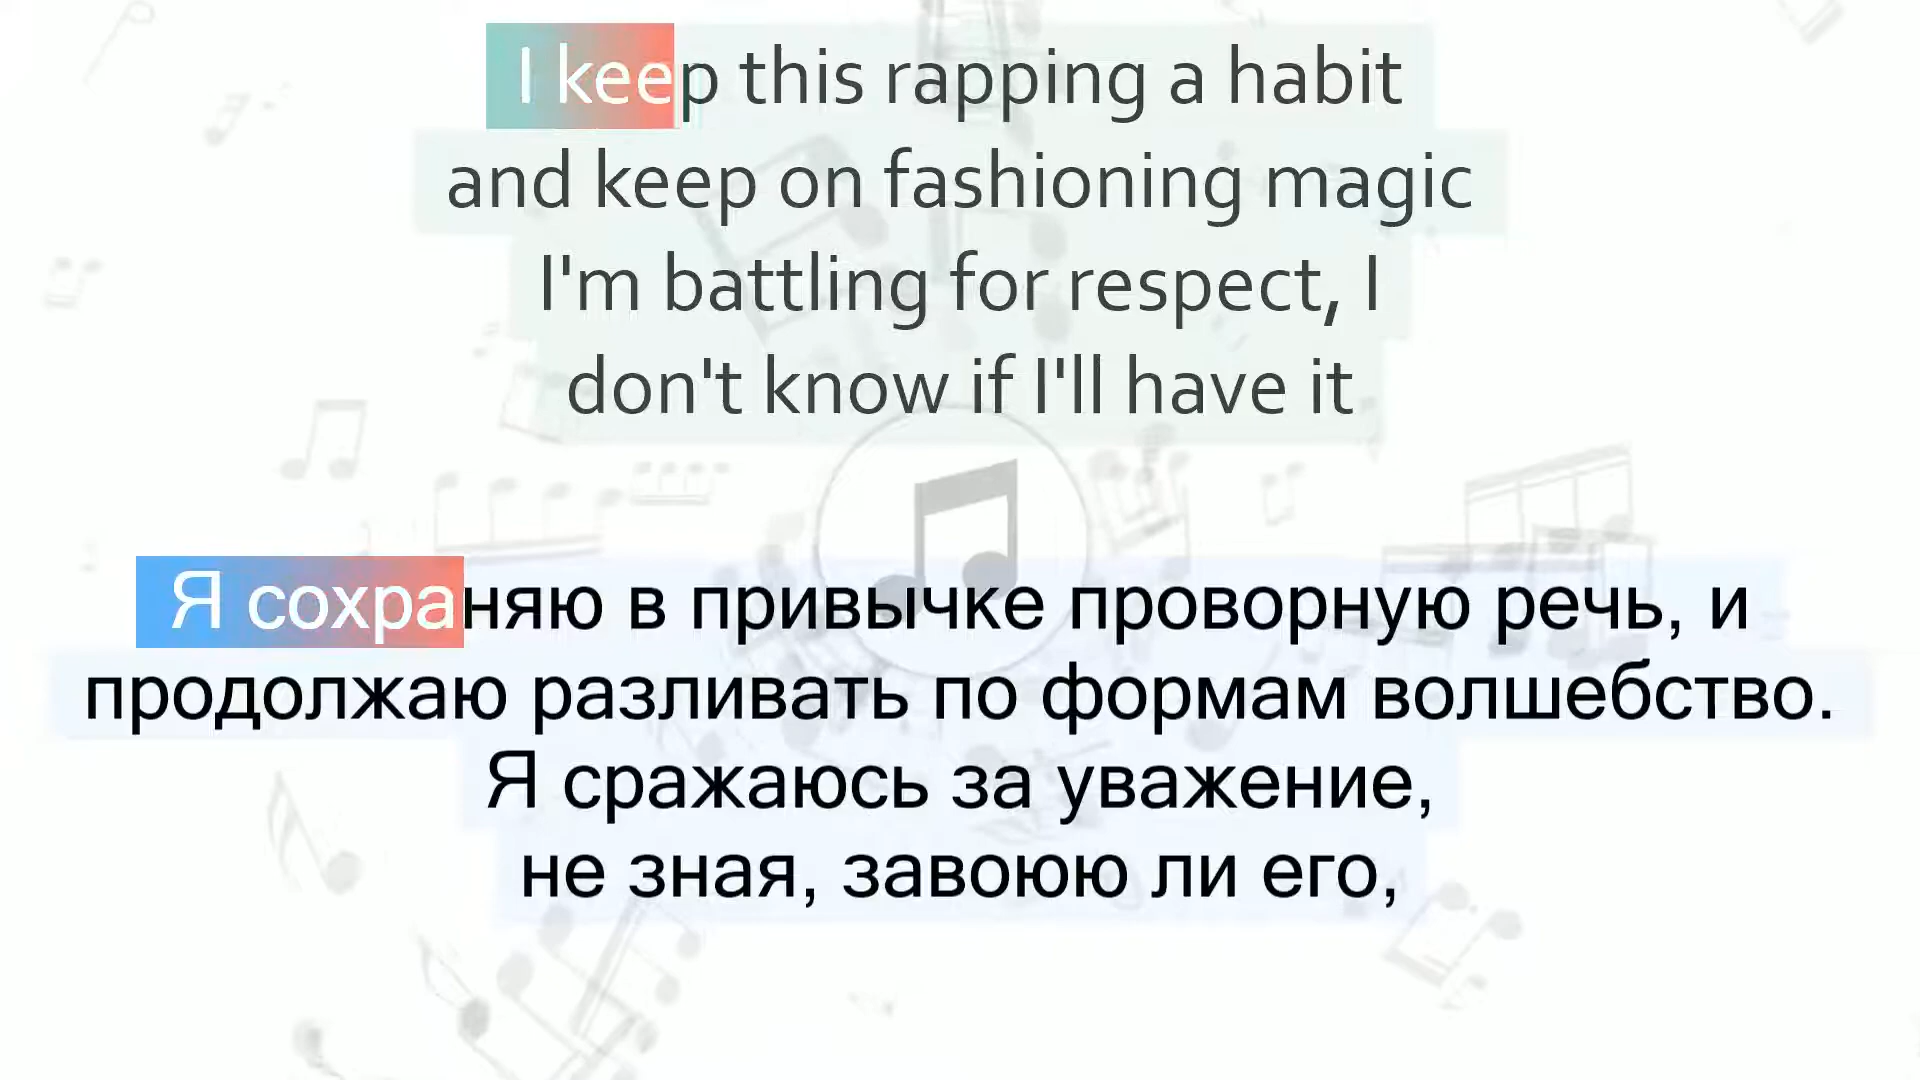 I keep this rapping a habit
and keep on fashioning magic
I'm battling for respect, I
don't know if I'll have it
Я сохраняю в привычке проворную речь, и
продолжаю разливать по формам волшебство.
Я сражаюсь за уважение,
не зная, завоюю ли его,